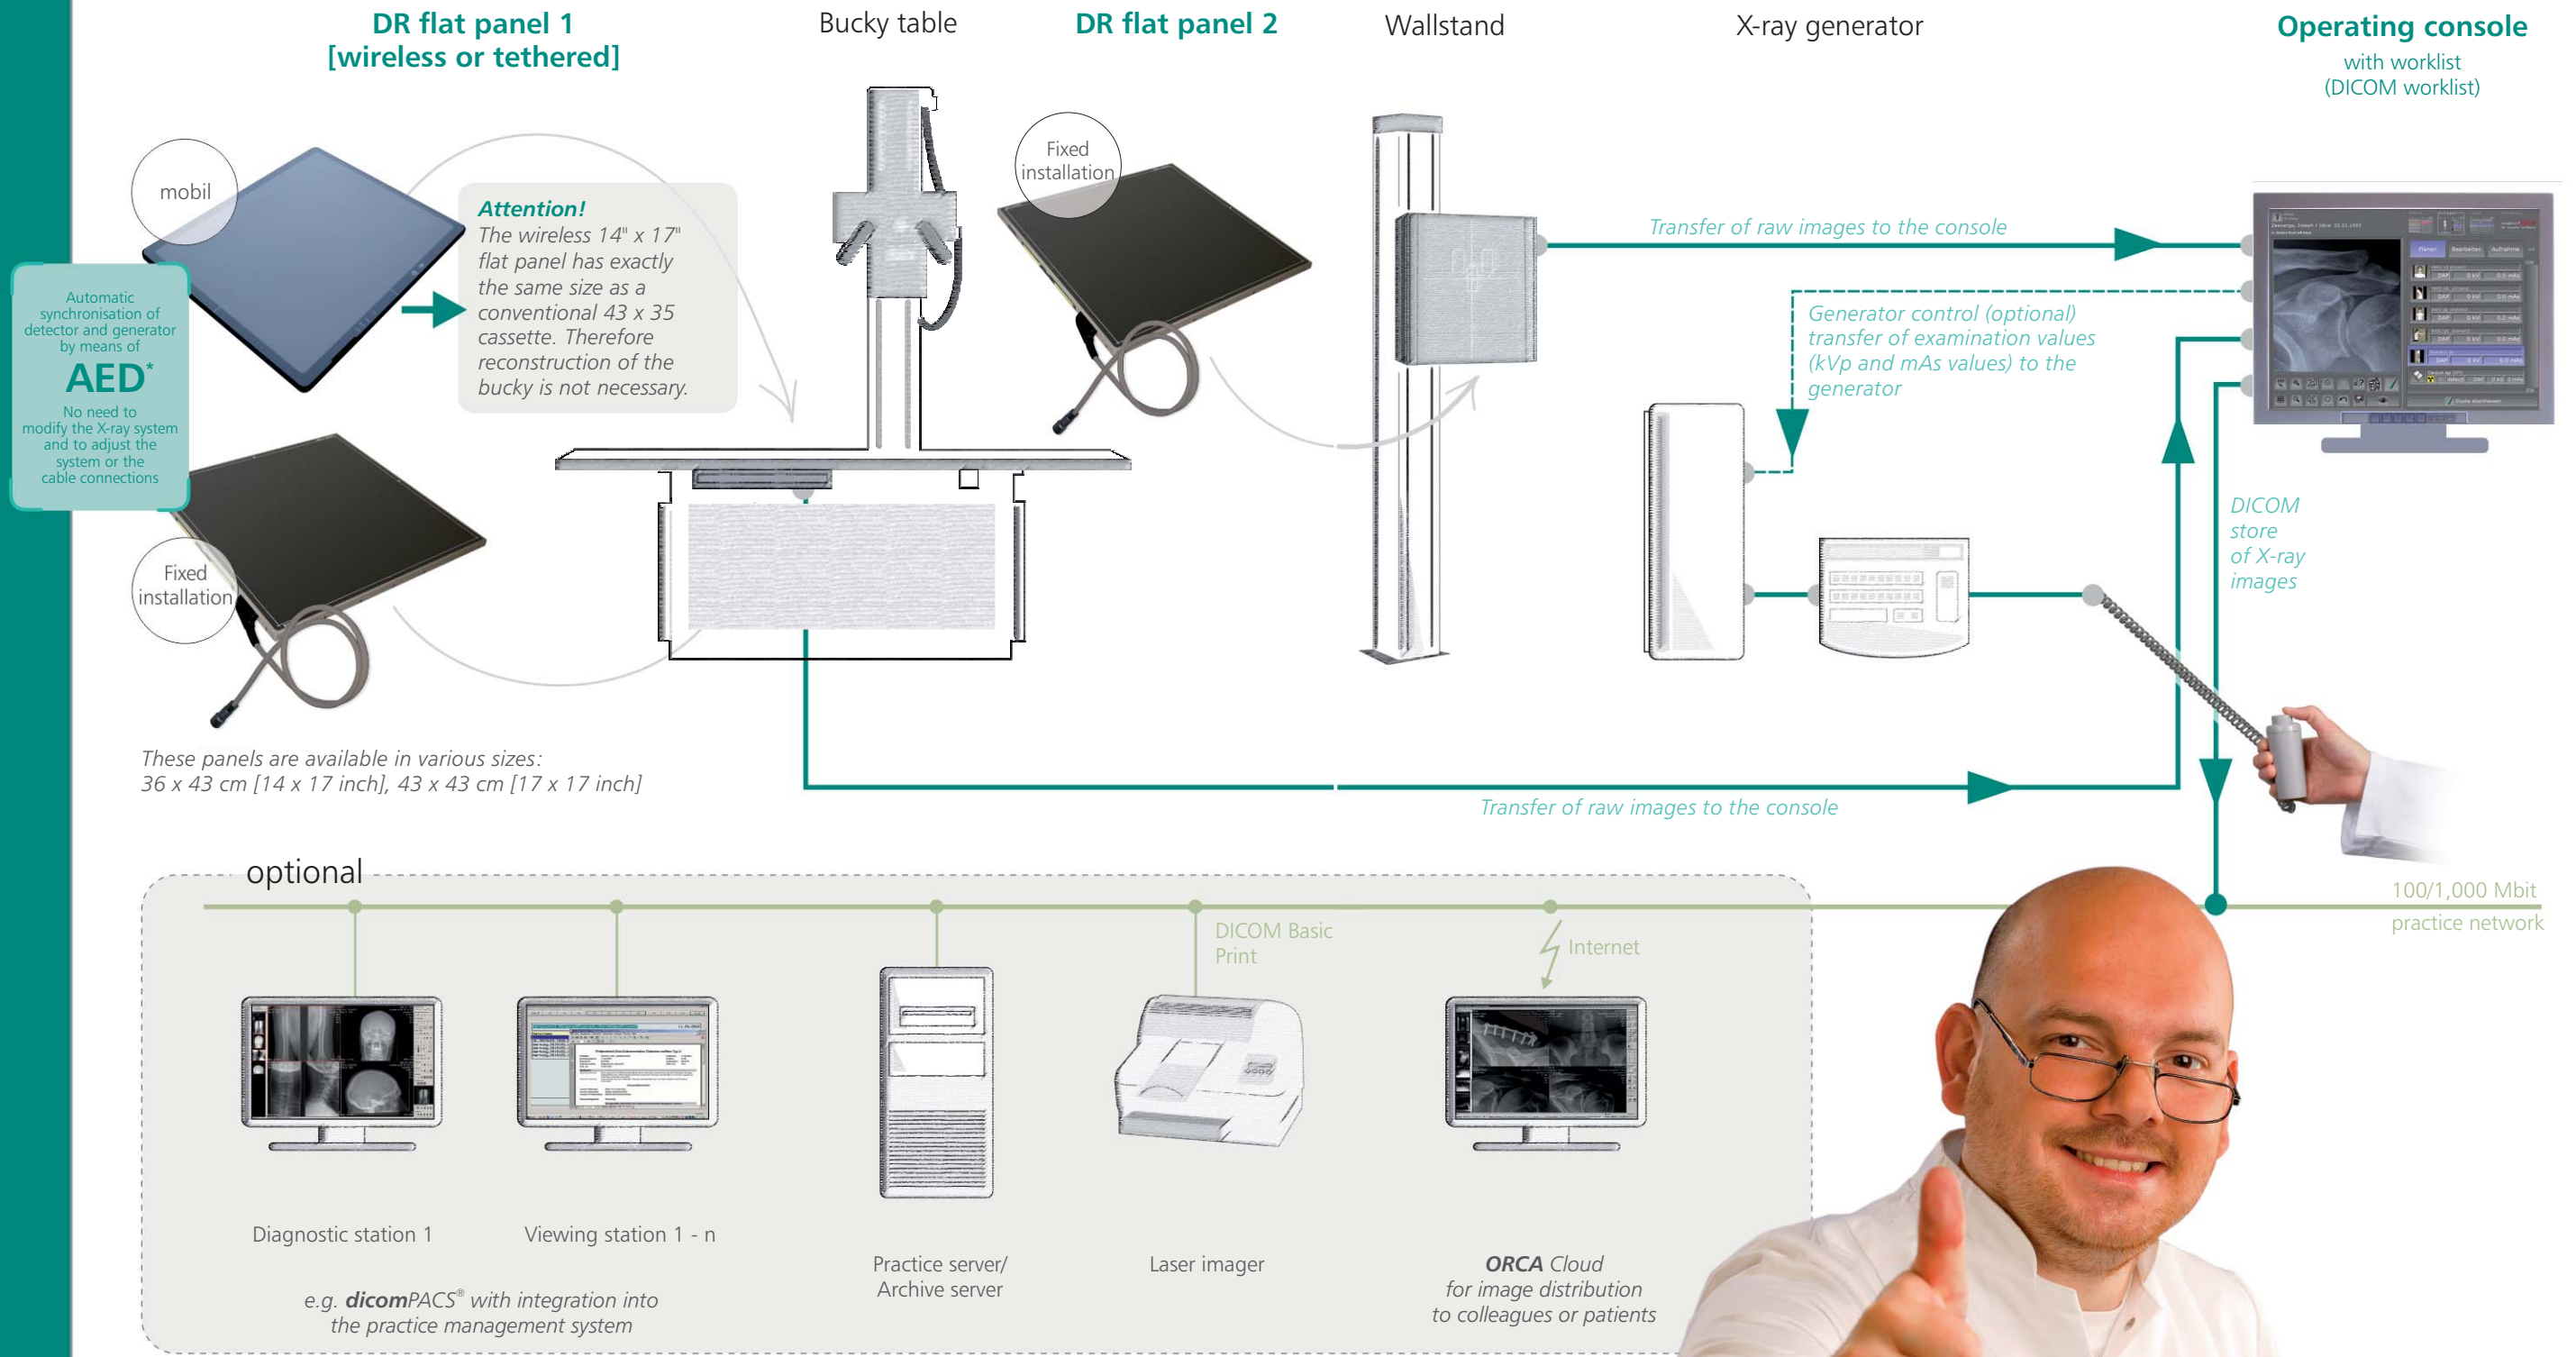 DR flat panel 1
[wireless or tethered]
Bucky table
DR flat panel 2
Wallstand
X-ray generator
Operating console
with worklist
(DICOM worklist)
mobil
Attention!
The wireless 14" x 17"
flat panel has exactly
the same size as a
conventional 43 x 35
cassette. Therefore
reconstruction of the
bucky is not necessary.
Fixed
installation
Transfer of raw images to the console
Generator control (optional)
transfer of examination values
(kVp and mAs values) to the
generator
Automatic
synchronisation of
detector and generator
by means of
AED*
No need to
modify the X-ray system
and to adjust the
system or the
cable connections
Fixed
installation
DICOM
store
of X-ray
images
These panels are available in various sizes:
36 x 43 cm [14 x 17 inch], 43 x 43 cm [17 x 17 inch]
Transfer of raw images to the console
Planen Bearbeiten Aufnahme
optional
100/1,000 Mbit
practice network
DICOM Basic
Print
Internet
Diagnostic station 1
Viewing station 1 - n
e.g. dicomPACS® with integration into
the practice management system
Practice server/
Archive server
Laser imager
ORCA Cloud
for image distribution
to colleagues or patients